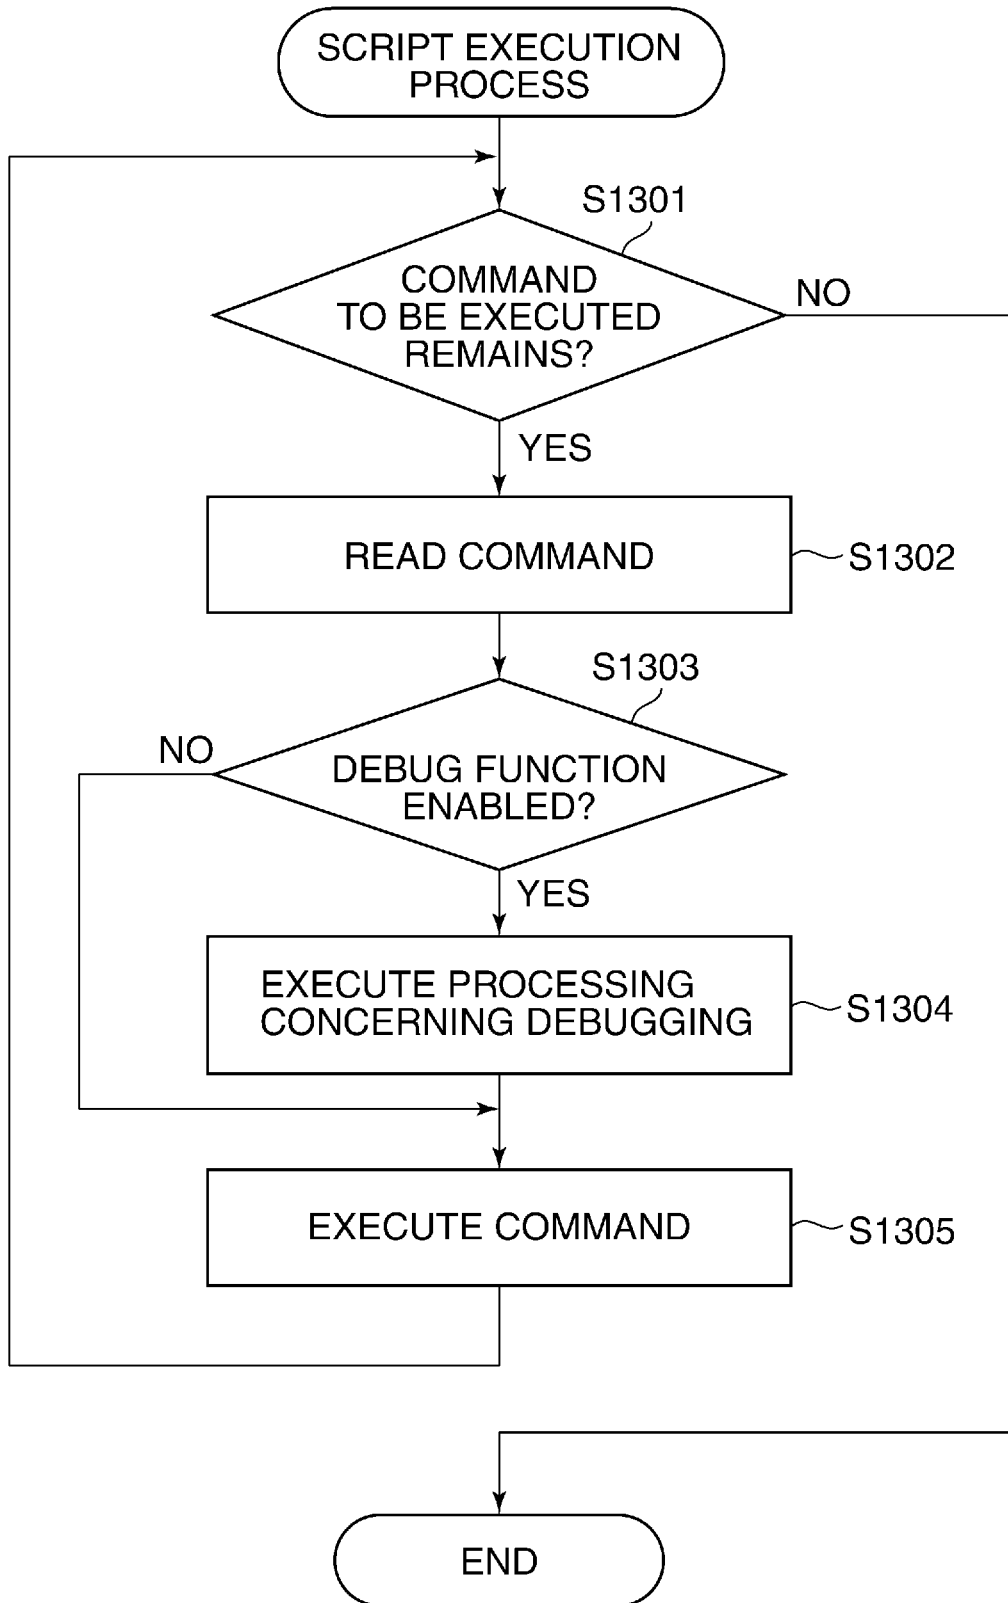 SCRIPT EXECUTION
PROCESS
S1301
COMMAND
TO BE EXECUTED
REMAINS?
NO
YES
READ COMMAND
S1302
S1303
NO
DEBUG FUNCTION
ENABLED?
YES
EXECUTE PROCESSING
CONCERNING DEBUGGING
S1304
EXECUTE COMMAND
S1305
END